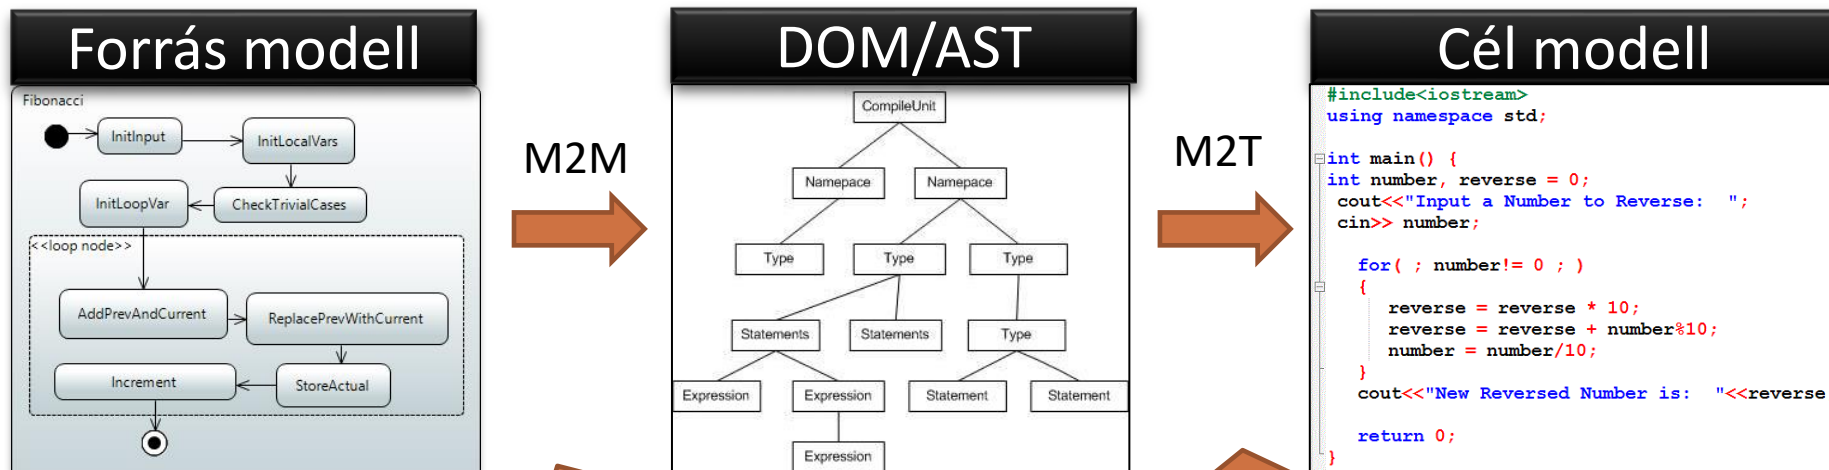 Forrás modell
Fibonacci
InitInput
InitLocalVars
InitLoopVar
CheckTrivialCases
<<loop node>>
AddPrevAndCurrent
ReplacePrevWithCurrent
Increment
StoreActual
M2M
DOM/AST
CompileUnit
Namepace
Namepace
Type
Type
Type
Statements
Statements
Type
Expression
Expression
Statement
Statement
Expression
M2T
Cél modell
#include<iostream>
using namespace std;
int main() {
int number, reverse = 0;
cout<<"Input a Number to Reverse:  ";
cin>> number;
for( ; number!= 0 ; )
{
reverse = reverse * 10;
reverse = reverse + number%10;
number = number/10;
}
cout<<"New Reversed Number is:  "<<reverse
return 0;
}